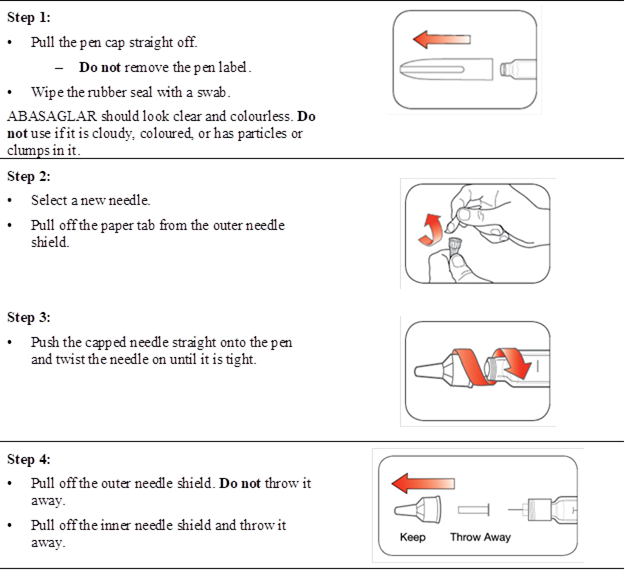 Step 1:
• Pull the pen cap straight off.
– Do not remove the pen label.
• Wipe the rubber seal with a swab.
ABASAGLAR should look clear and colourless. Do
not use if it is cloudy, coloured, or has particles or
clumps in it.
Step 2:
• Select a new needle.
• Pull off the paper tab from the outer needle
shield.
Step 3:
• Push the capped needle straight onto the pen
and twist the needle on until it is tight.
Step 4:
• Pull off the outer needle shield. Do not throw it
away.
• Pull off the inner needle shield and throw it
away.
Keep Throw Away